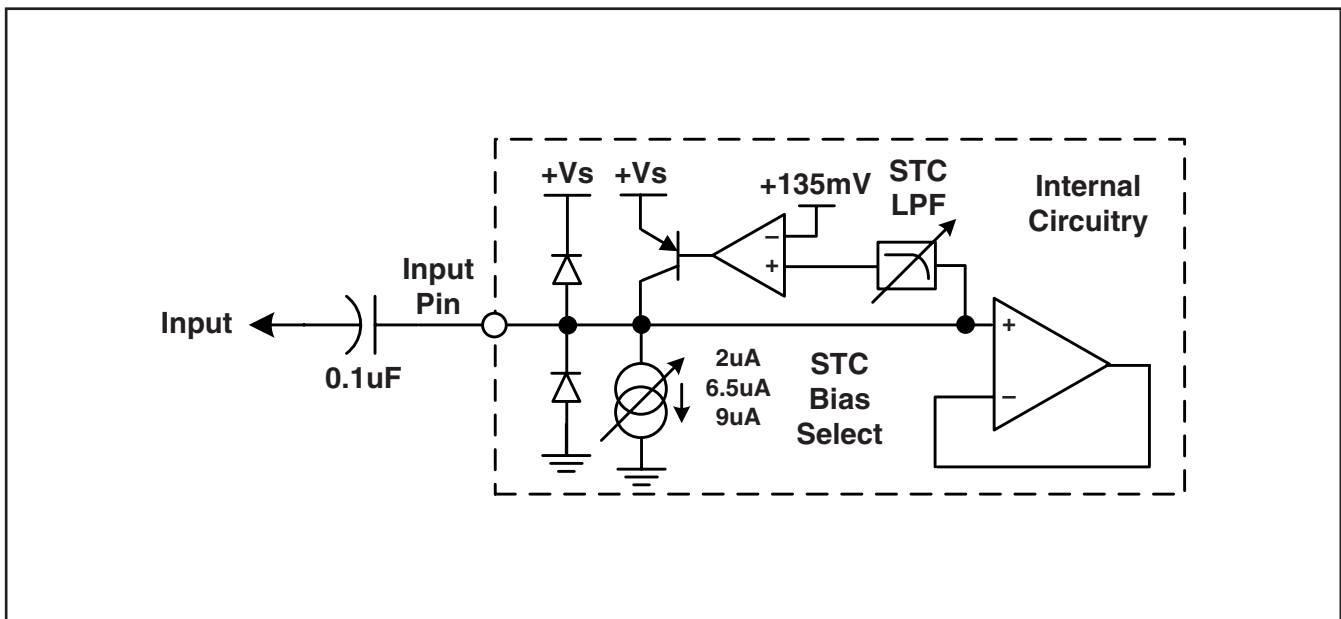 +Vs
+Vs
+135mV
STC
LPF
Internal
Circuitry
−
+
Input
Pin
Input
0.1uF
2uA
6.5uA
9uA
STC
Bias
Select
+
−